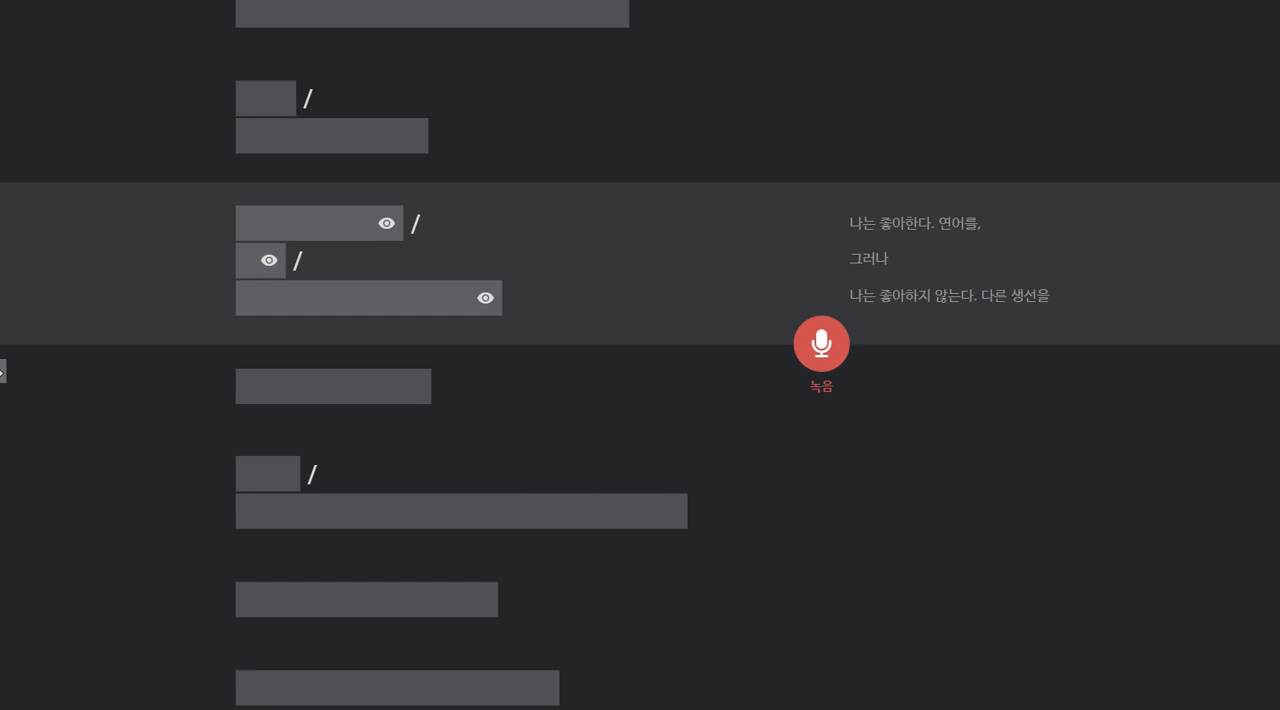 /
/
나는 좋아한다. 연어를,
/
그러나
나는 좋아하지 않는다. 다른 생선을
녹음
/